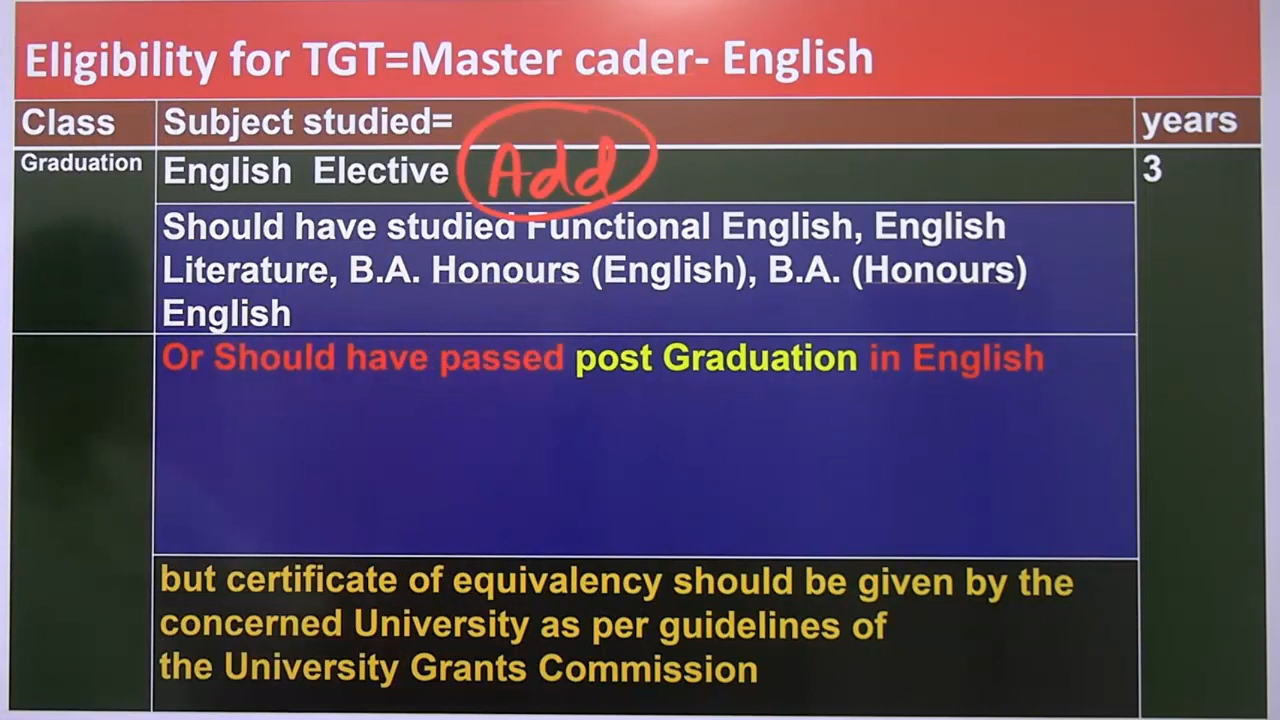 Eligibility for TGT=Master cader- English
Class Subject studied= years
Graduation English Elective Add 3
Should have studied Functional English, English
Literature, B.A. Honours (English), B.A. (Honours)
English
Or Should have passed post Graduation in English
but certificate of equivalency should be given by the
concerned University as per guidelines of
the University Grants Commission